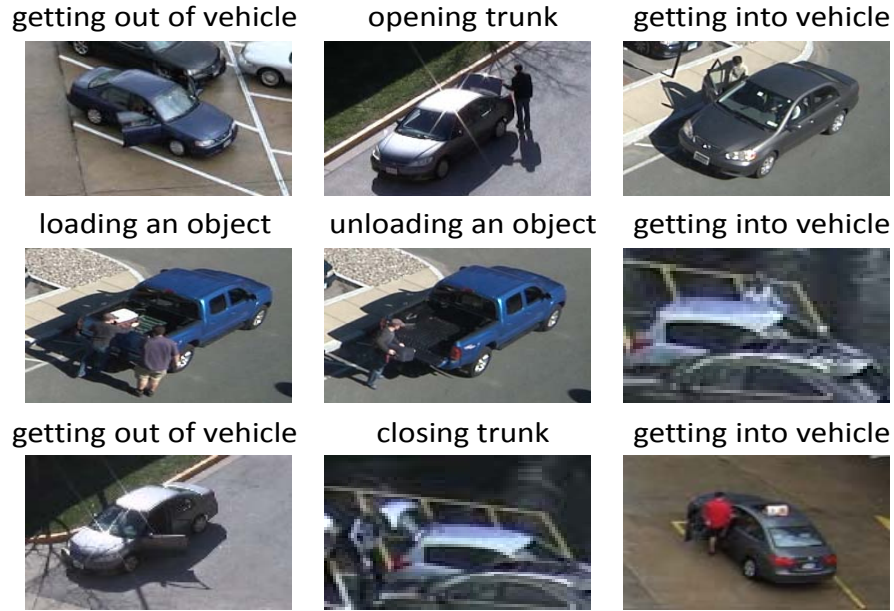 getting out of vehicle
opening trunk
getting into vehicle
loading an object
unloading an object
getting into vehicle
getting out of vehicle
closing trunk
getting into vehicle